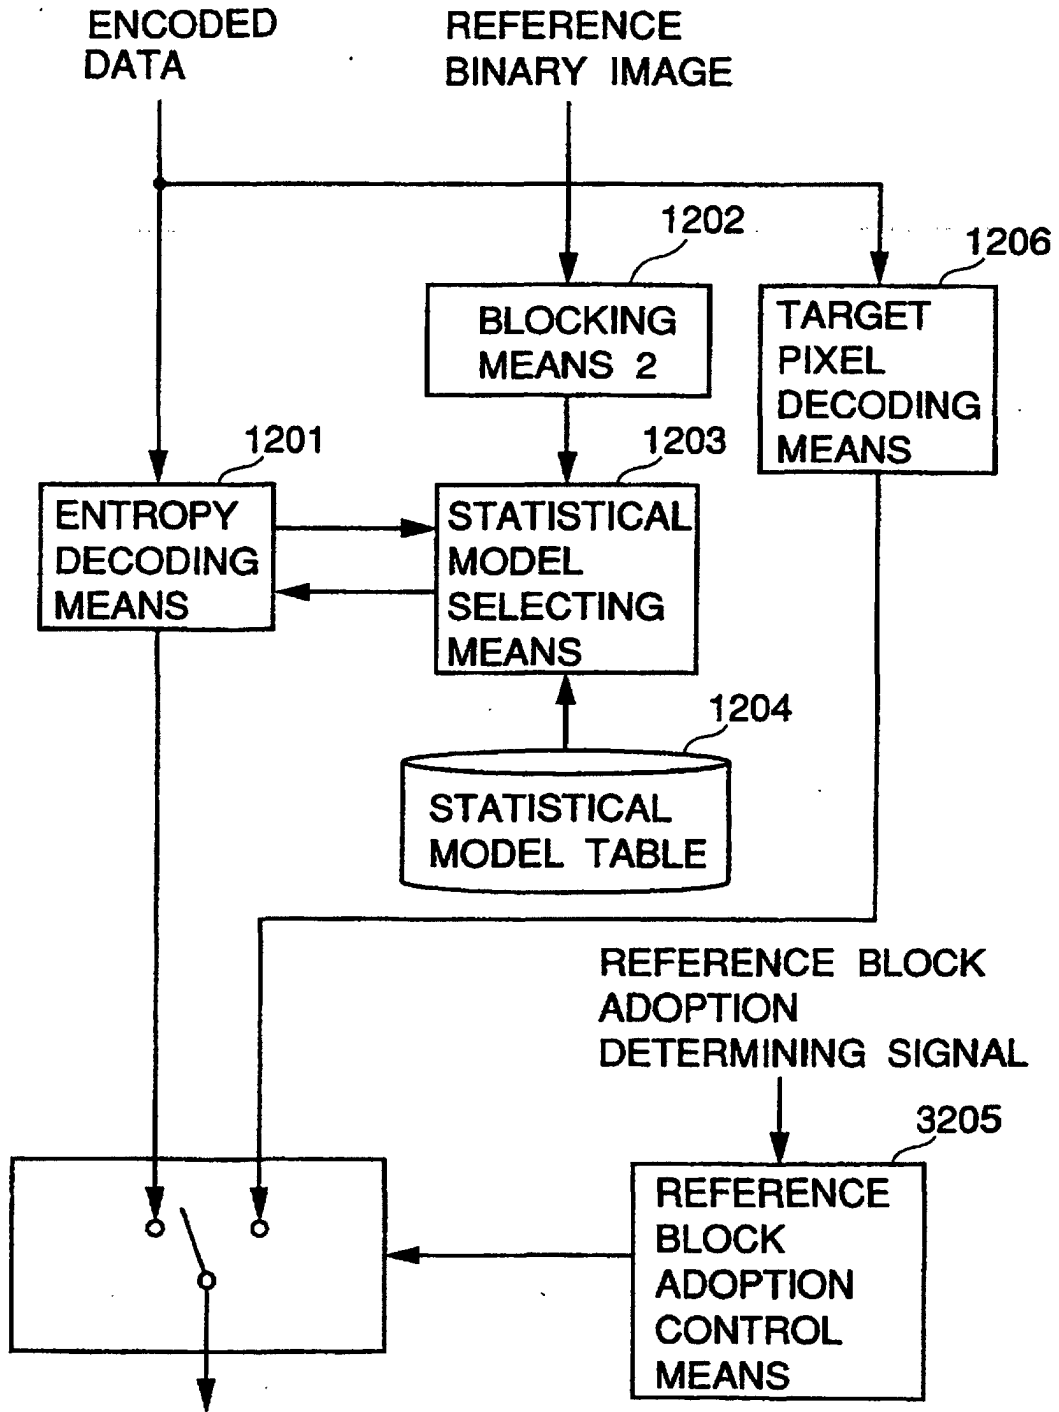 ENCODED
DATA
REFERENCE
BINARY IMAGE
1202
1206
BLOCKING
MEANS 2
TARGET
PIXEL
DECODING
MEANS
1201
1203
ENTROPY
DECODING
MEANS
STATISTICAL
MODEL
SELECTING
MEANS
1204
STATISTICAL
MODEL TABLE
REFERENCE BLOCK
ADOPTION
DETERMINING SIGNAL
3205
REFERENCE
BLOCK
ADOPTION
CONTROL
MEANS